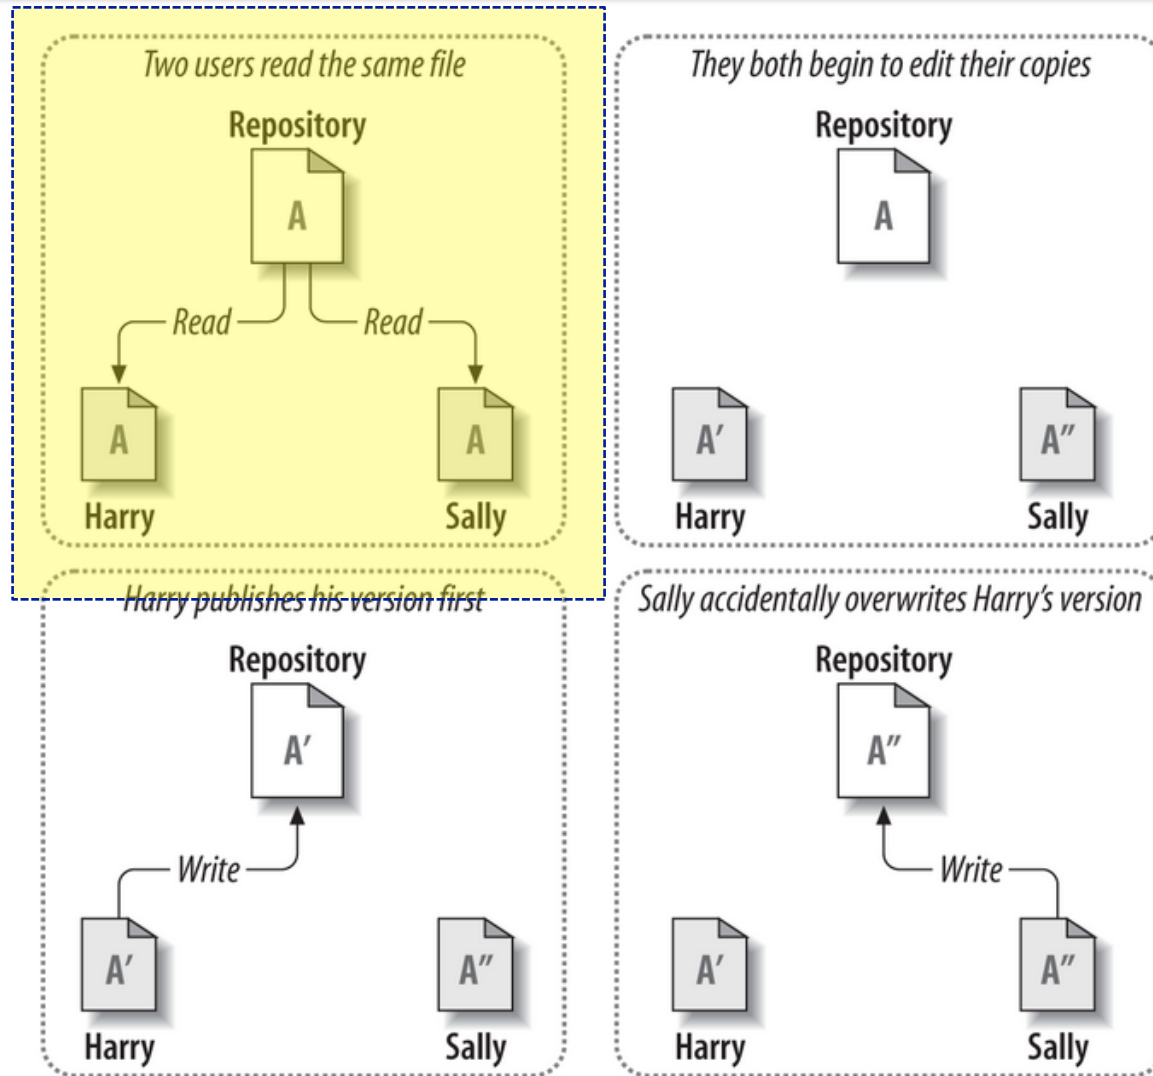 Two users read the same file
Repository
A
Read Read
A A
Harry Sally
They both begin to edit their copies
Repository
A
A′ A″
Harry Sally
Harry publishes his version first
Repository
A′
Write
A′ A″
Harry Sally
Sally accidentally overwrites Harry’s version
Repository
A″
Write
A′ A″
Harry Sally